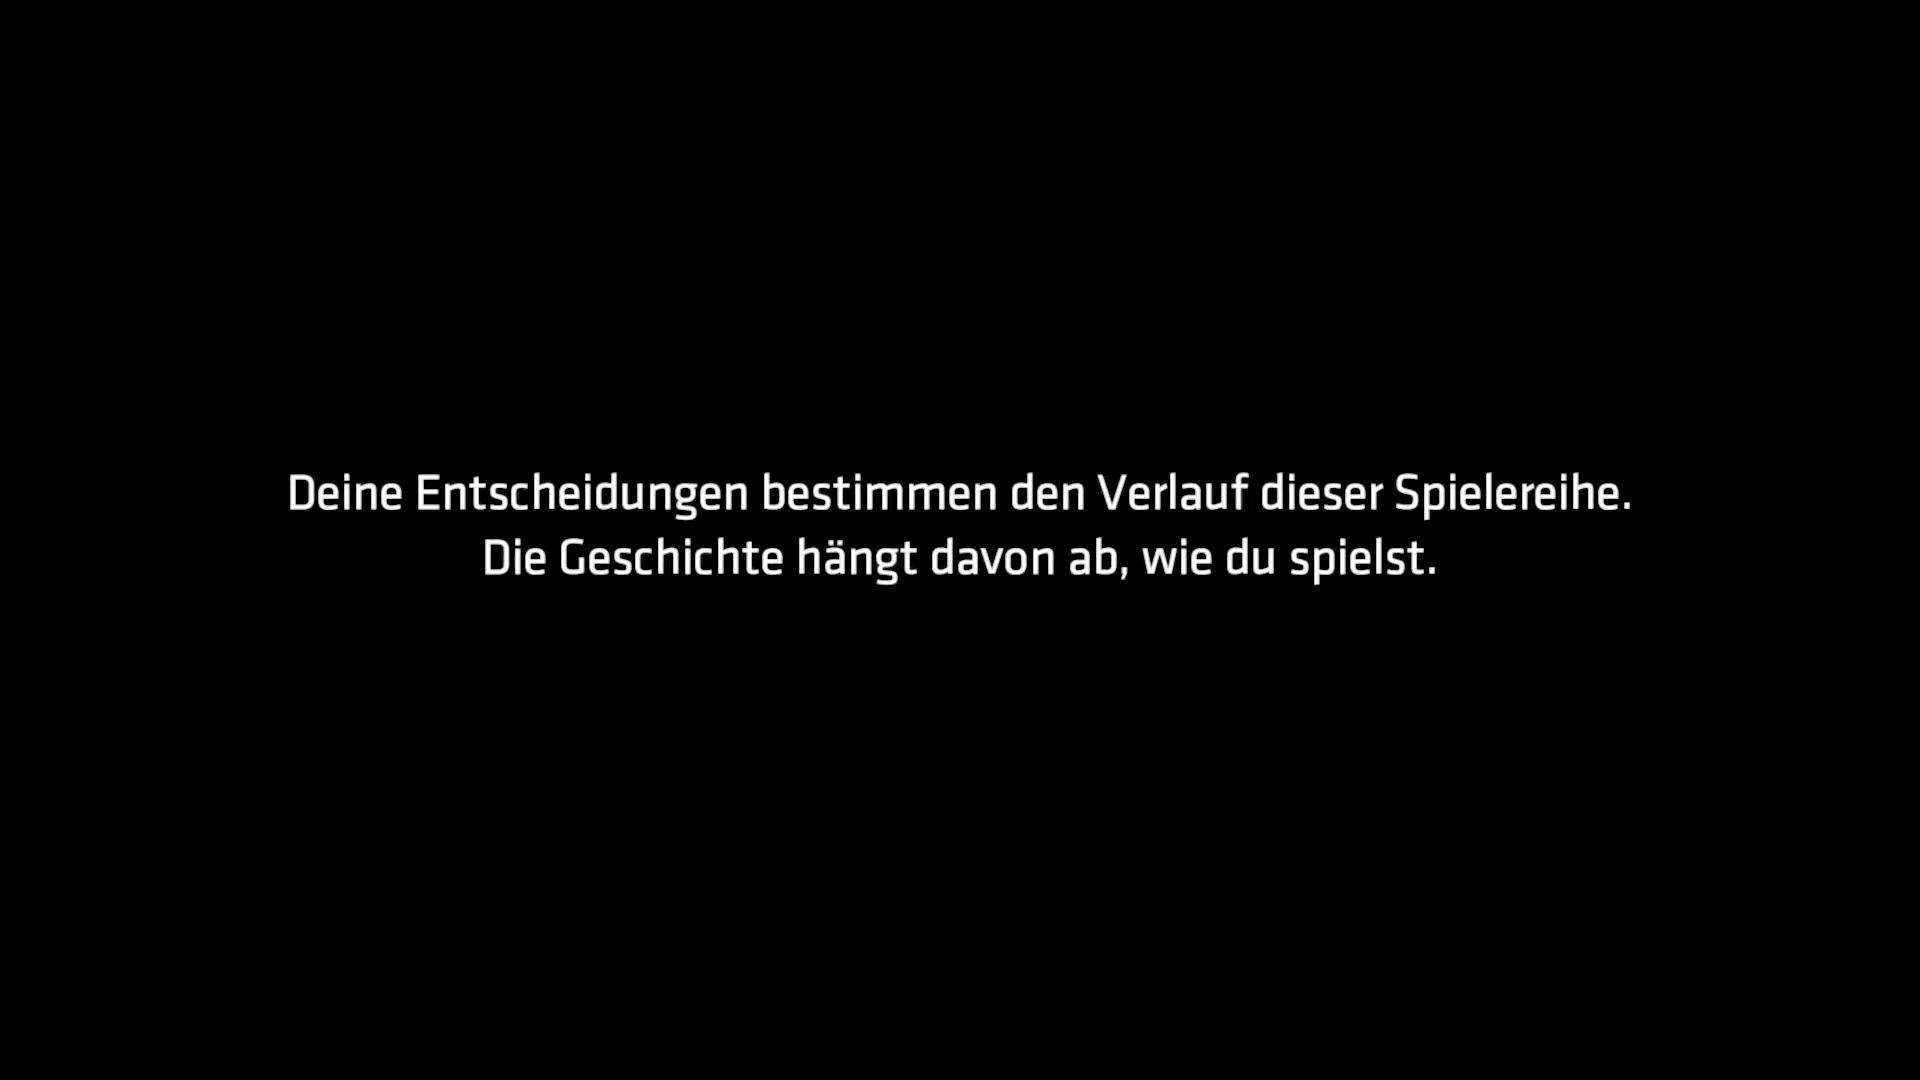 Deine Entscheidungen bestimmen den Verlauf dieser Spielereihe.
Die Geschichte hängt davon ab, wie du spielst.